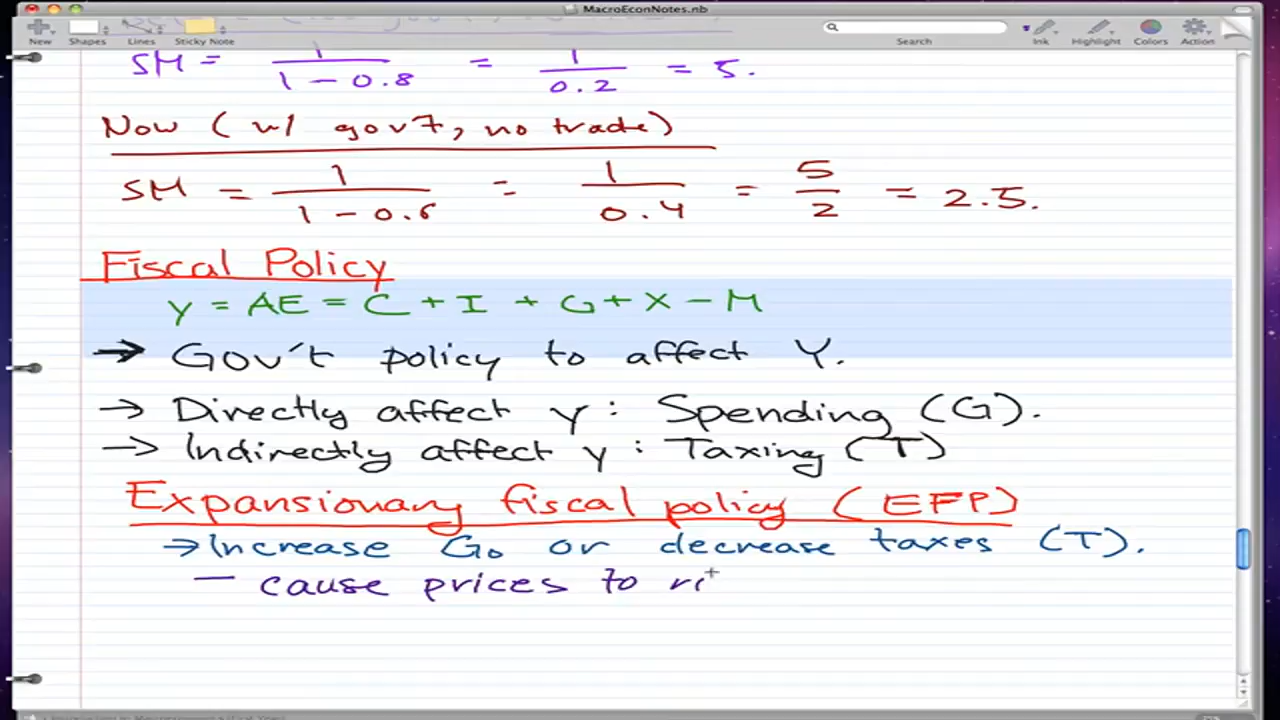 MacroEconNotes.nb
New Shapes Lines Sticky Note Search Ink Highlight Colors Action
SM = 1 / 1 - 0.8 = 1 / 0.2 = 5.
Now (w/ gov't, no trade)
SM = 1 / 1 - 0.6 = 1 / 0.4 = 5 / 2 = 2.5.
Fiscal Policy
Y = AE = C + I + G + X - M
→ Gov't policy to affect Y.
→ Directly affect Y : Spending (G).
→ Indirectly affect Y : Taxing (T)
Expansionary fiscal policy (EFP)
→ Increase G₀ or decrease taxes (T).
- cause prices to ri